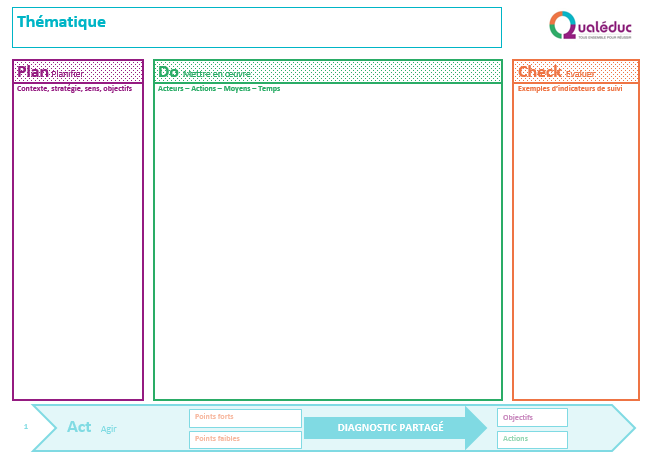 Thématique
Qualéduc
TOUS ENSEMBLE POUR RÉUSSIR
Plan Planifier
Contexte, stratégie, sens, objectifs
Do Mettre en œuvre
Acteurs – Actions – Moyens – Temps
Check Evaluer
Exemples d'indicateurs de suivi
1
Act Agir
Points forts
Points faibles
DIAGNOSTIC PARTAGÉ
Objectifs
Actions